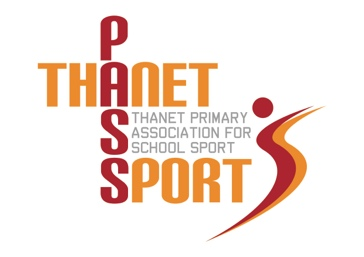 PASS
THANET
THANET PRIMARY
ASSOCIATION FOR
SCHOOL SPORT
SPORT